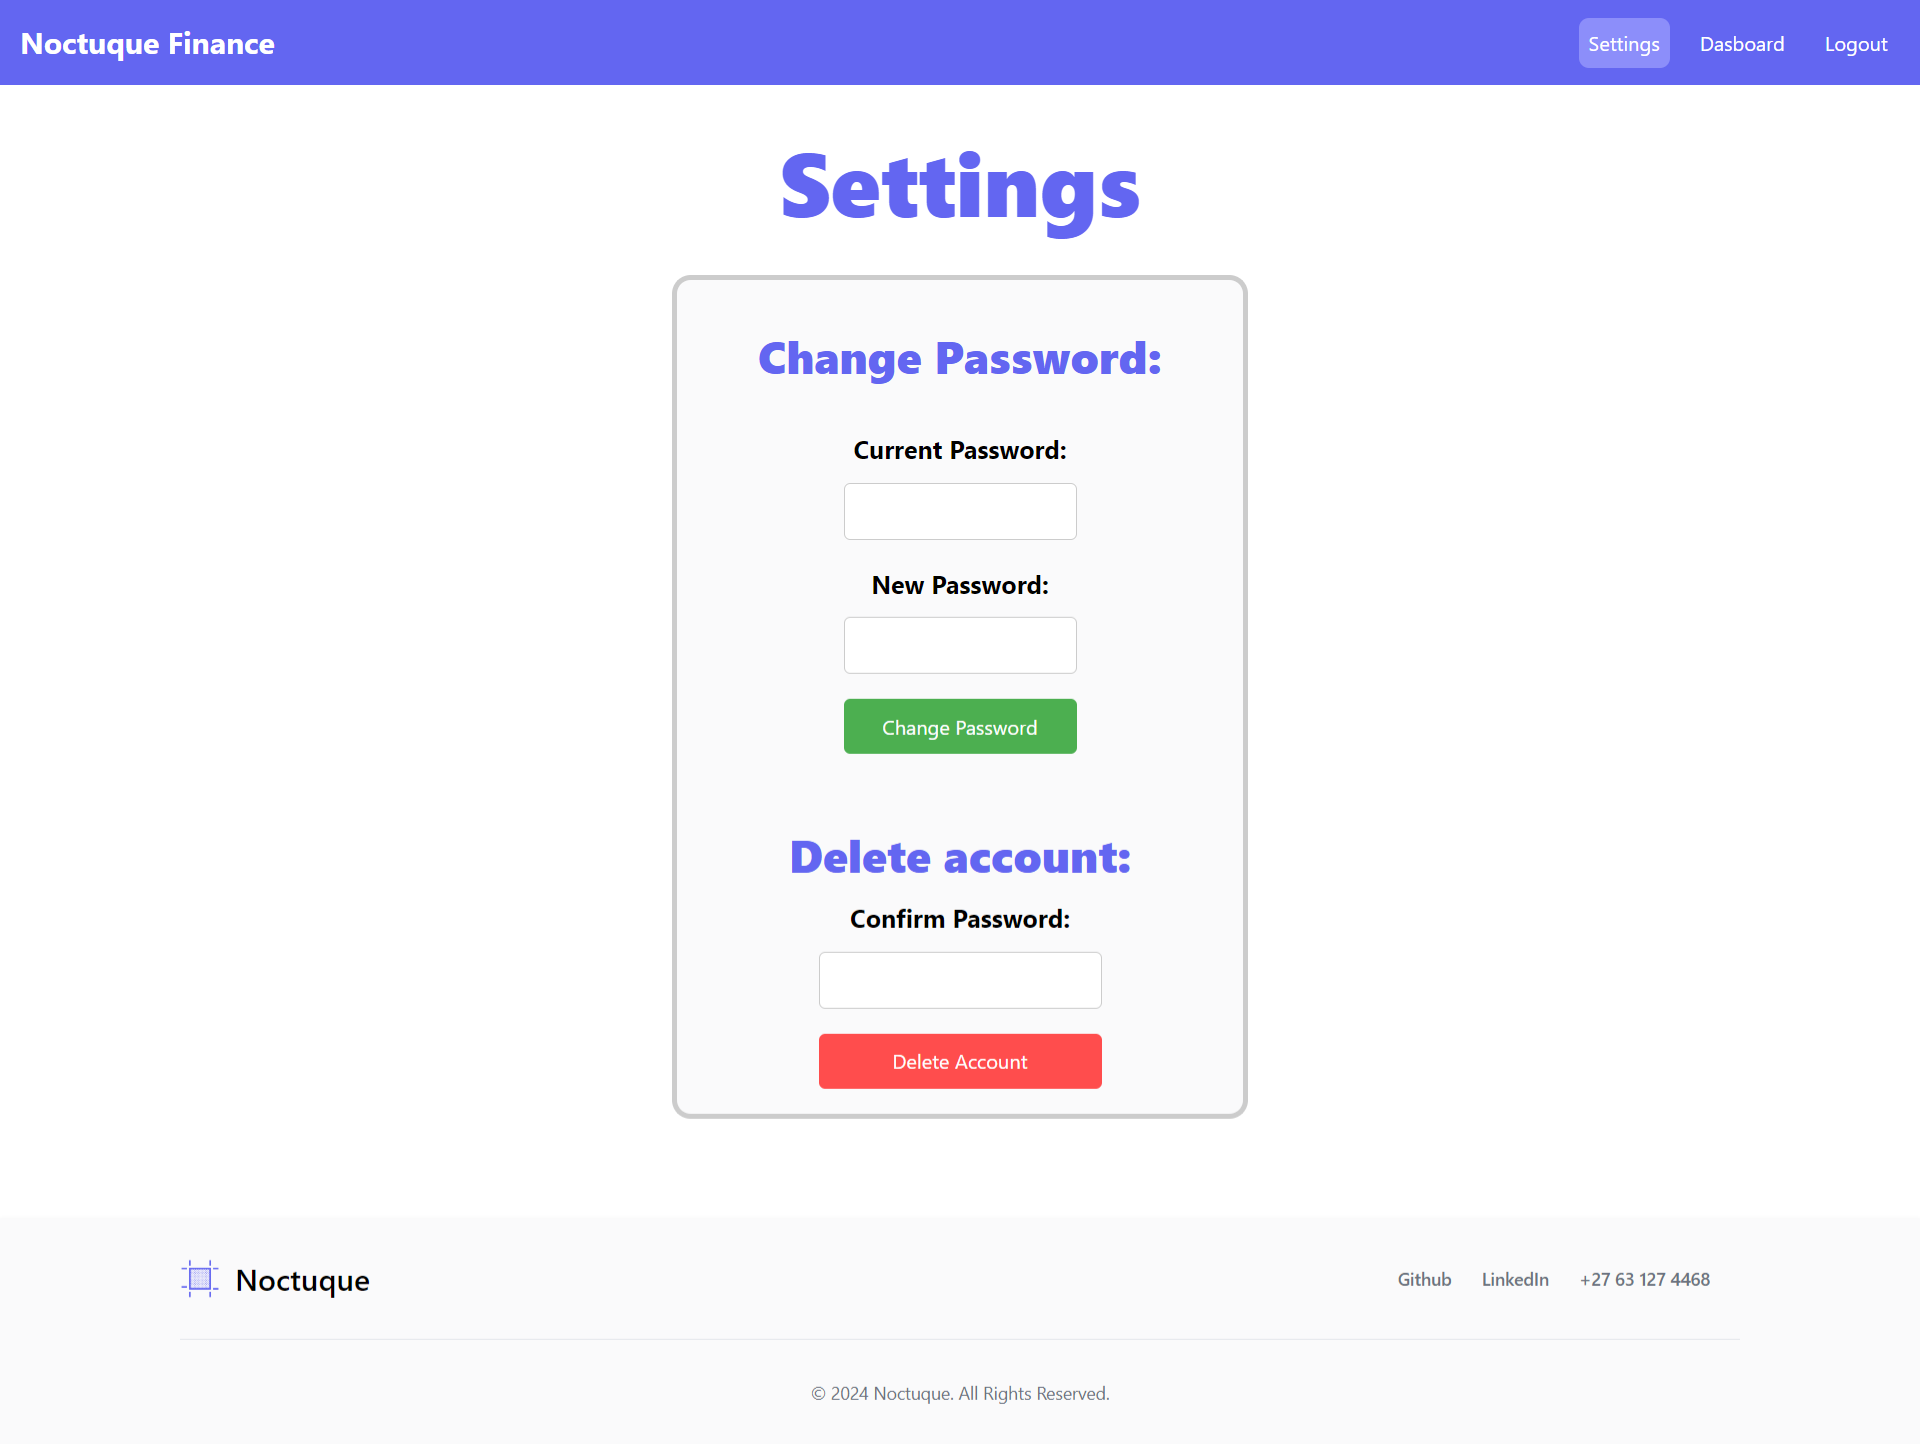 Noctuque Finance
Settings Dasboard Logout
Settings
Change Password:
Current Password:
New Password:
Change Password
Delete account:
Confirm Password:
Delete Account
Noctuque
Github LinkedIn +27 63 127 4468
© 2024 Noctuque. All Rights Reserved.